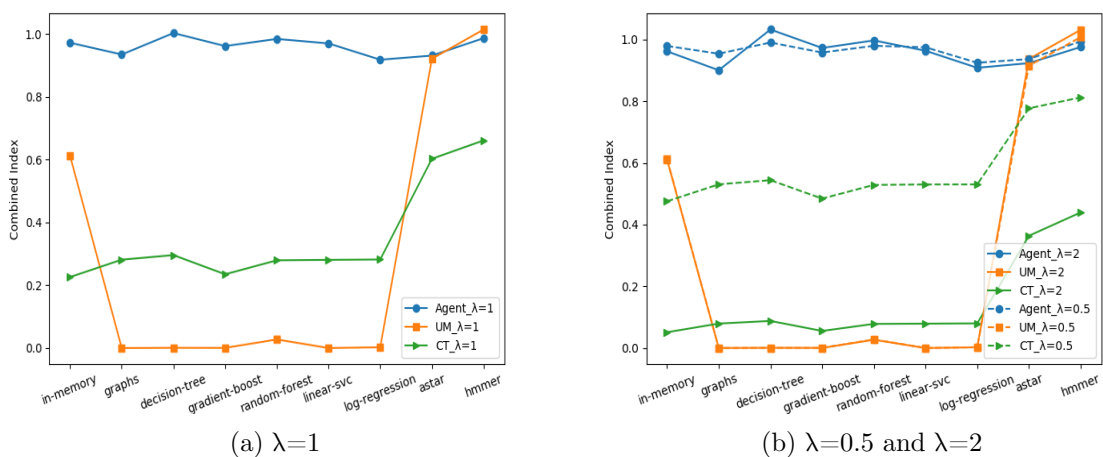 Combined Index
1.0
0.8
0.6
0.4
0.2
0.0
Agent_λ=1
UM_λ=1
CT_λ=1
in-memory
graphs
decision-tree
gradient-boost
random-forest
linear-svc
log-regression
astar
hmmer
(a) λ=1
Combined Index
1.0
0.8
0.6
0.4
0.2
0.0
Agent_λ=2
UM_λ=2
CT_λ=2
Agent_λ=0.5
UM_λ=0.5
CT_λ=0.5
in-memory
graphs
decision-tree
gradient-boost
random-forest
linear-svc
log-regression
astar
hmmer
(b) λ=0.5 and λ=2